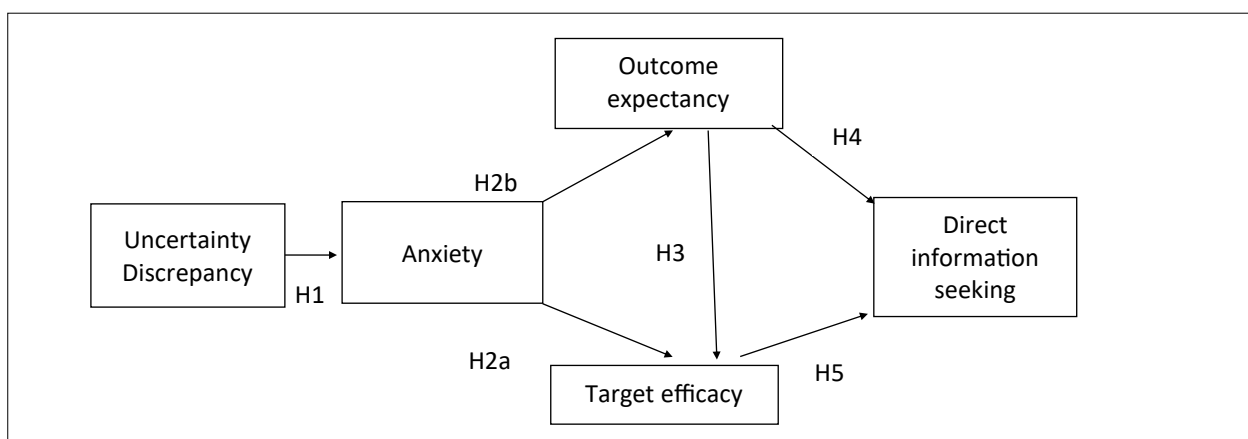 Outcome
expectancy
H4
H2b
Uncertainty
Discrepancy
Anxiety
H3
Direct
information
seeking
H1
H2a
Target efficacy
H5